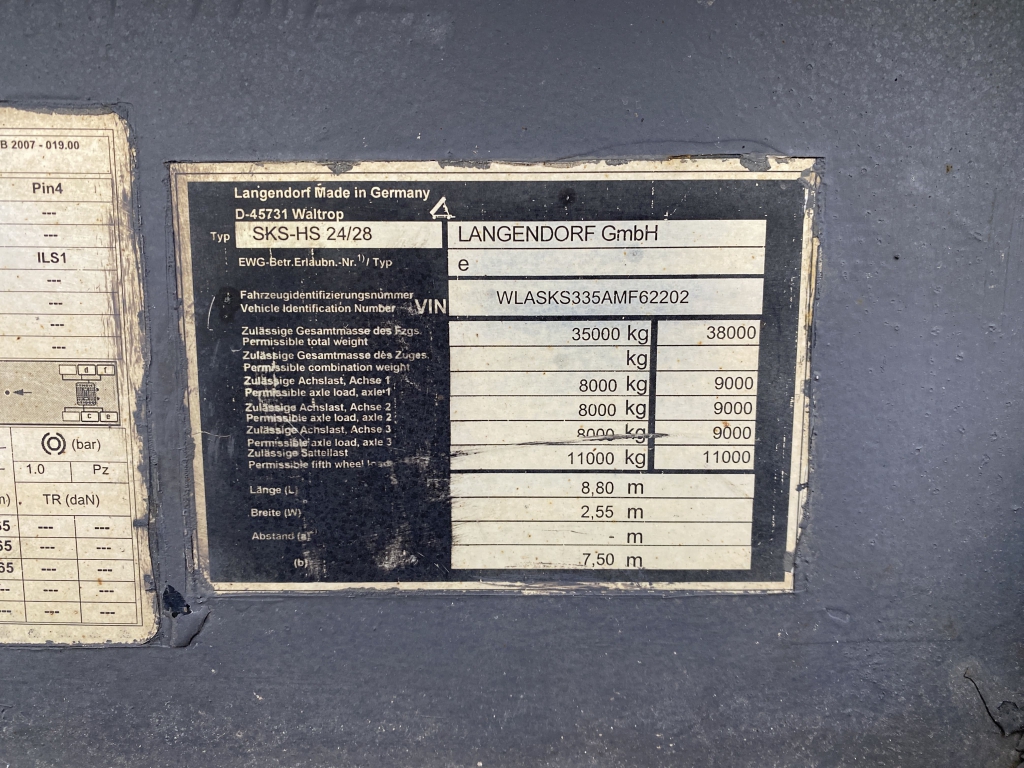 B 2007 - 019.00
Pin4
---
---
ILS1
---
---
---
(bar)
1.0 Pz
TR (daN)
65 --- ---
65 --- ---
65 --- ---
--- ---
--- ---
Langendorf Made in Germany
D-45731 Waltrop
Typ SKS-HS 24/28 LANGENDORF GmbH
EWG-Betr.Erlaubn.-Nr.1) / Typ e
Fahrzeugidentifizierungsnummer
Vehicle Identification Number VIN WLASKS335AMF62202
Zulässige Gesamtmasse des Fzgs.
Permissible total weight 35000 kg 38000
Zulässige Gesamtmasse des Zuges
Permissible combination weight kg
Zulässige Achslast, Achse 1
Permissible axle load, axle 1 8000 kg 9000
Zulässige Achslast, Achse 2
Permissible axle load, axle 2 8000 kg 9000
Zulässige Achslast, Achse 3
Permissible axle load, axle 3 8000 kg 9000
Zulässige Sattellast
Permissible fifth wheel load 11000 kg 11000
Länge (L) 8,80 m
Breite (W) 2,55 m
Abstand (a) - m
(b) 7,50 m